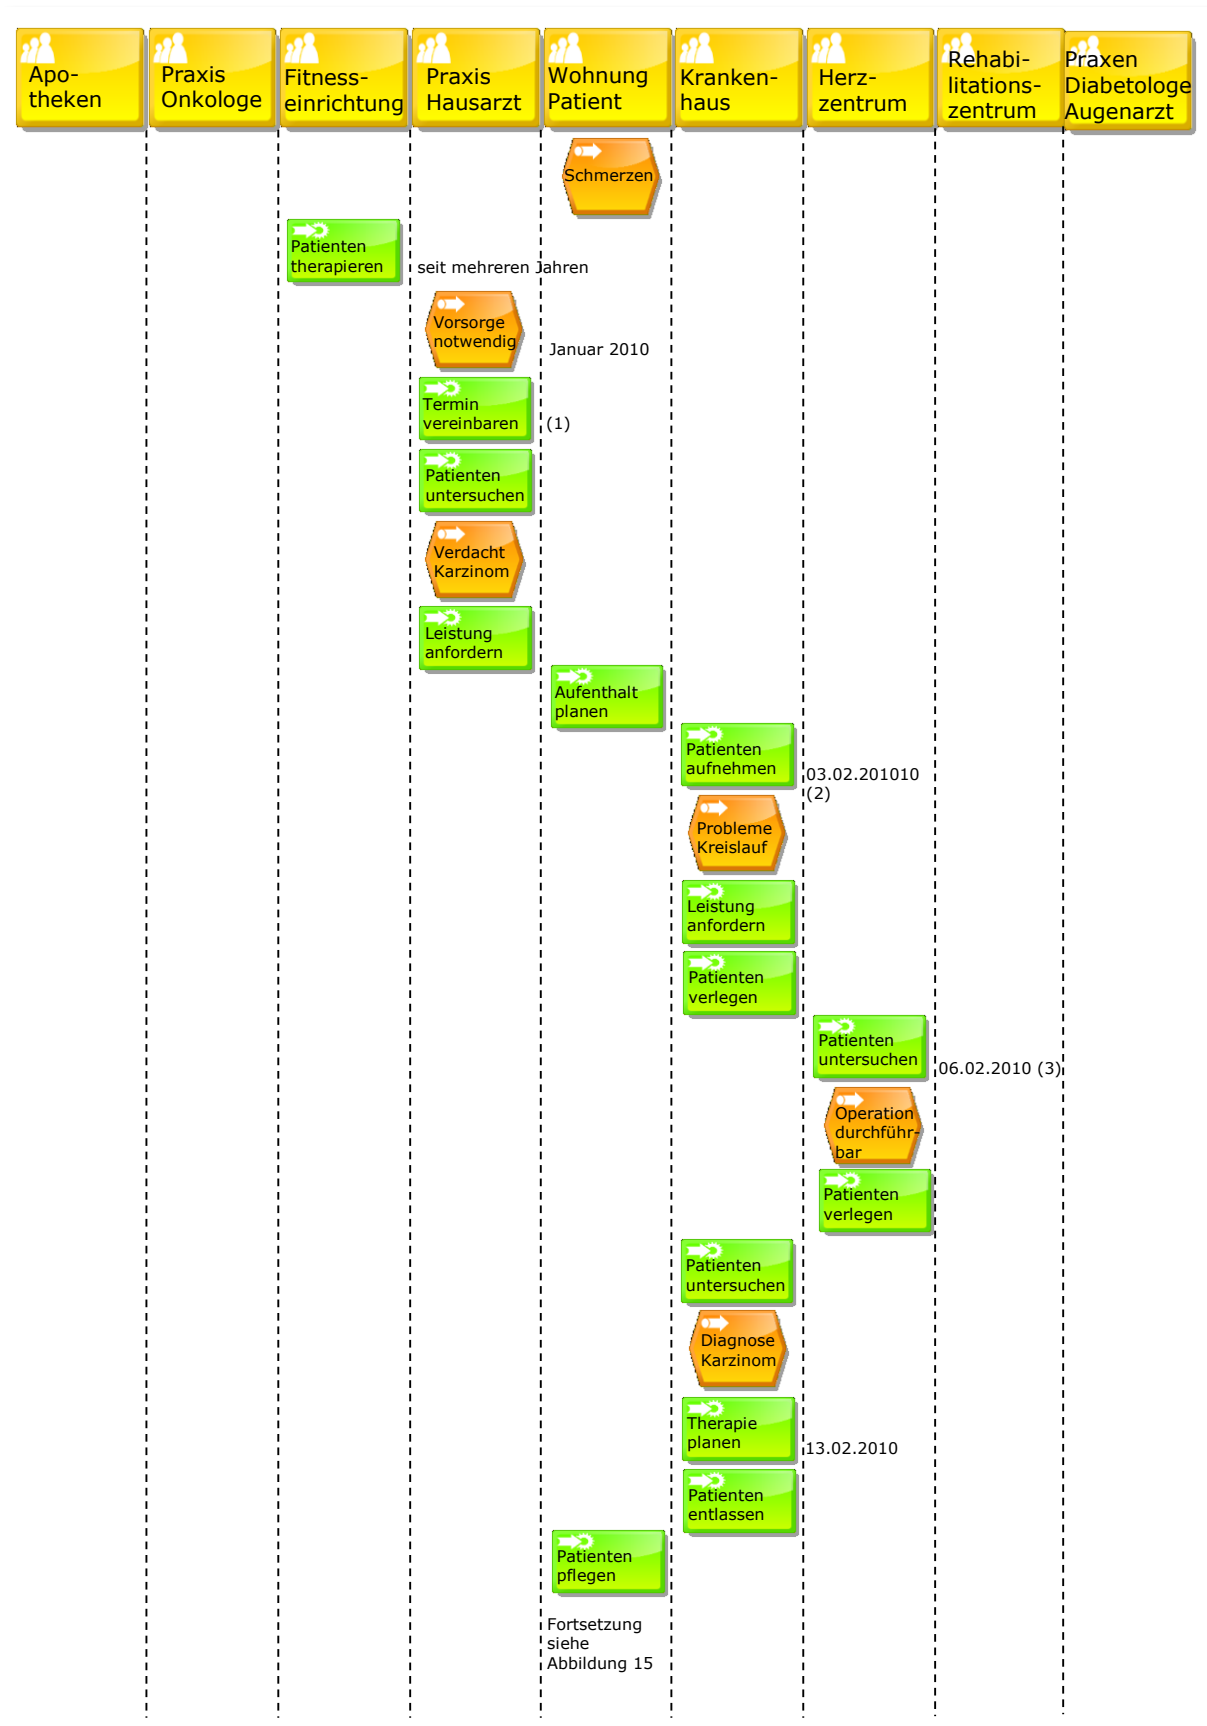 Apo-
theken
Praxis
Onkologe
Fitness-
einrichtung
Praxis
Hausarzt
Wohnung
Patient
Kranken-
haus
Herz-
zentrum
Rehabi-
litations-
zentrum
Praxen
Diabetologe
Augenarzt
Schmerzen
Patienten
therapieren
seit mehreren Jahren
Vorsorge
notwendig
Januar 2010
Termin
vereinbaren
(1)
Patienten
untersuchen
Verdacht
Karzinom
Leistung
anfordern
Aufenthalt
planen
Patienten
aufnehmen
03.02.201010
(2)
Probleme
Kreislauf
Leistung
anfordern
Patienten
verlegen
Patienten
untersuchen
06.02.2010 (3)
Operation
durchführ-
bar
Patienten
verlegen
Patienten
untersuchen
Diagnose
Karzinom
Therapie
planen
13.02.2010
Patienten
entlassen
Patienten
pflegen
Fortsetzung
siehe
Abbildung 15